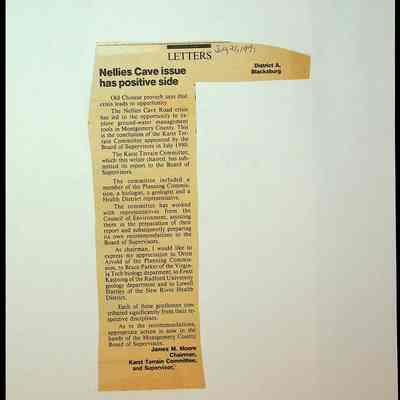 LETTERS
July 21, 1991
District A,
Blacksburg
Nellies Cave issue
has positive side
Old Chinese proverb says that
crisis leads to opportunity.
The Nellies Cave Road crisis
has led to the opportunity to ex-
plore ground-water management
tools in Montgomery County. This
is the conclusion of the Karst Ter-
rain Committee appointed by the
Board of Supervisors in July 1990.
The Karst Terrain Committee,
which this writer chaired, has sub-
mitted its report to the Board of
Supervisors.
The committee included a
member of the Planning Commis-
sion, a biologist, a geologist and a
Health District representative.
The committee has worked
with representatives from the
Council of Environment, assisting
them in the preparation of their
report and subsequently preparing
its own recommendations to the
Board of Supervisors.
As chairman, I would like to
express my appreciation to Orrin
Arvold of the Planning Commis-
sion, to Bruce Parker of the Virgin-
ia Tech biology department, to Ernst
Kastning of the Radford University
geology department and to Lowell
Huffles of the New River Health
District.
Each of these gentlemen con-
tributed significantly from their re-
spective disciplines.
As to the recommendations,
appropriate action is now in the
hands of the Montgomery County
Board of Supervisors.
James M. Moore
Chairman,
Karst Terrain Committee,
and Supervisor,